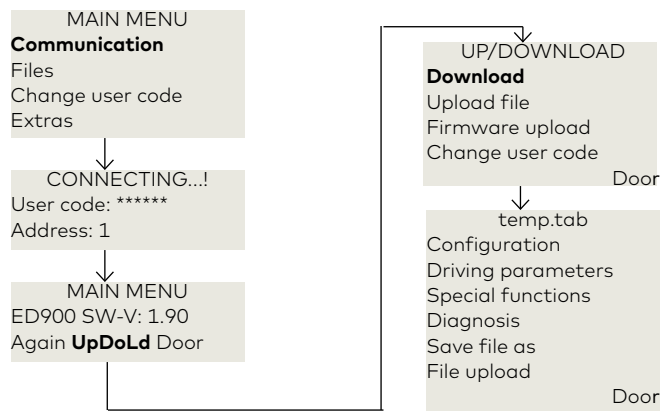 MAIN MENU
Communication
Files
Change user code
Extras
CONNECTING...!
User code: ******
Address: 1
MAIN MENU
ED900 SW-V: 1.90
Again UpDoLd Door
UP/DOWNLOAD
Download
Upload file
Firmware upload
Change user code
Door
temp.tab
Configuration
Driving parameters
Special functions
Diagnosis
Save file as
File upload
Door